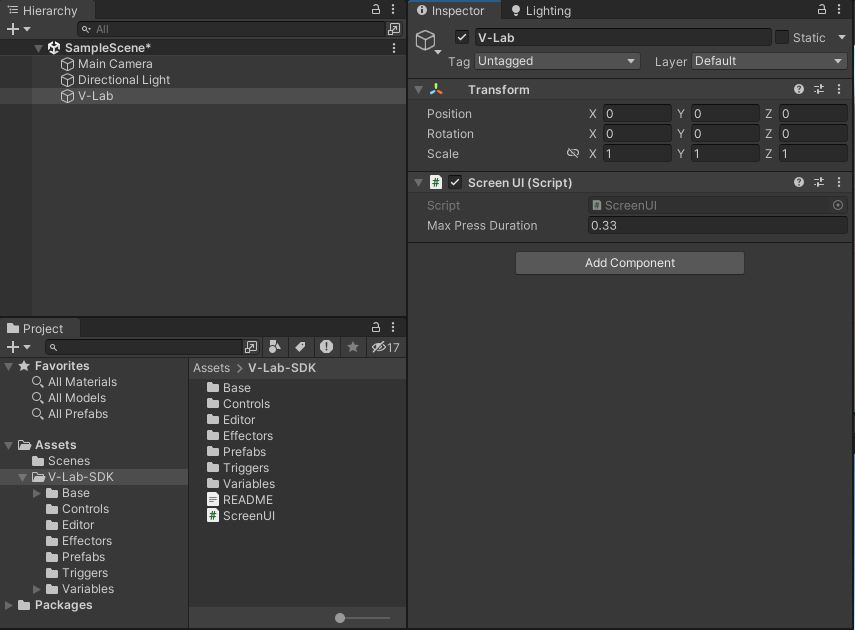 Hierarchy
All
SampleScene*
Main Camera
Directional Light
V-Lab
Project
17
Favorites
All Materials
All Models
All Prefabs
Assets
Scenes
V-Lab-SDK
Base
Controls
Editor
Effectors
Prefabs
Triggers
Variables
Packages
Assets > V-Lab-SDK
Base
Controls
Editor
Effectors
Prefabs
Triggers
Variables
README
ScreenUI
Inspector
Lighting
V-Lab
Static
Tag Untagged
Layer Default
Transform
Position X 0 Y 0 Z 0
Rotation X 0 Y 0 Z 0
Scale X 1 Y 1 Z 1
# Screen UI (Script)
Script ScreenUI
Max Press Duration 0.33
Add Component